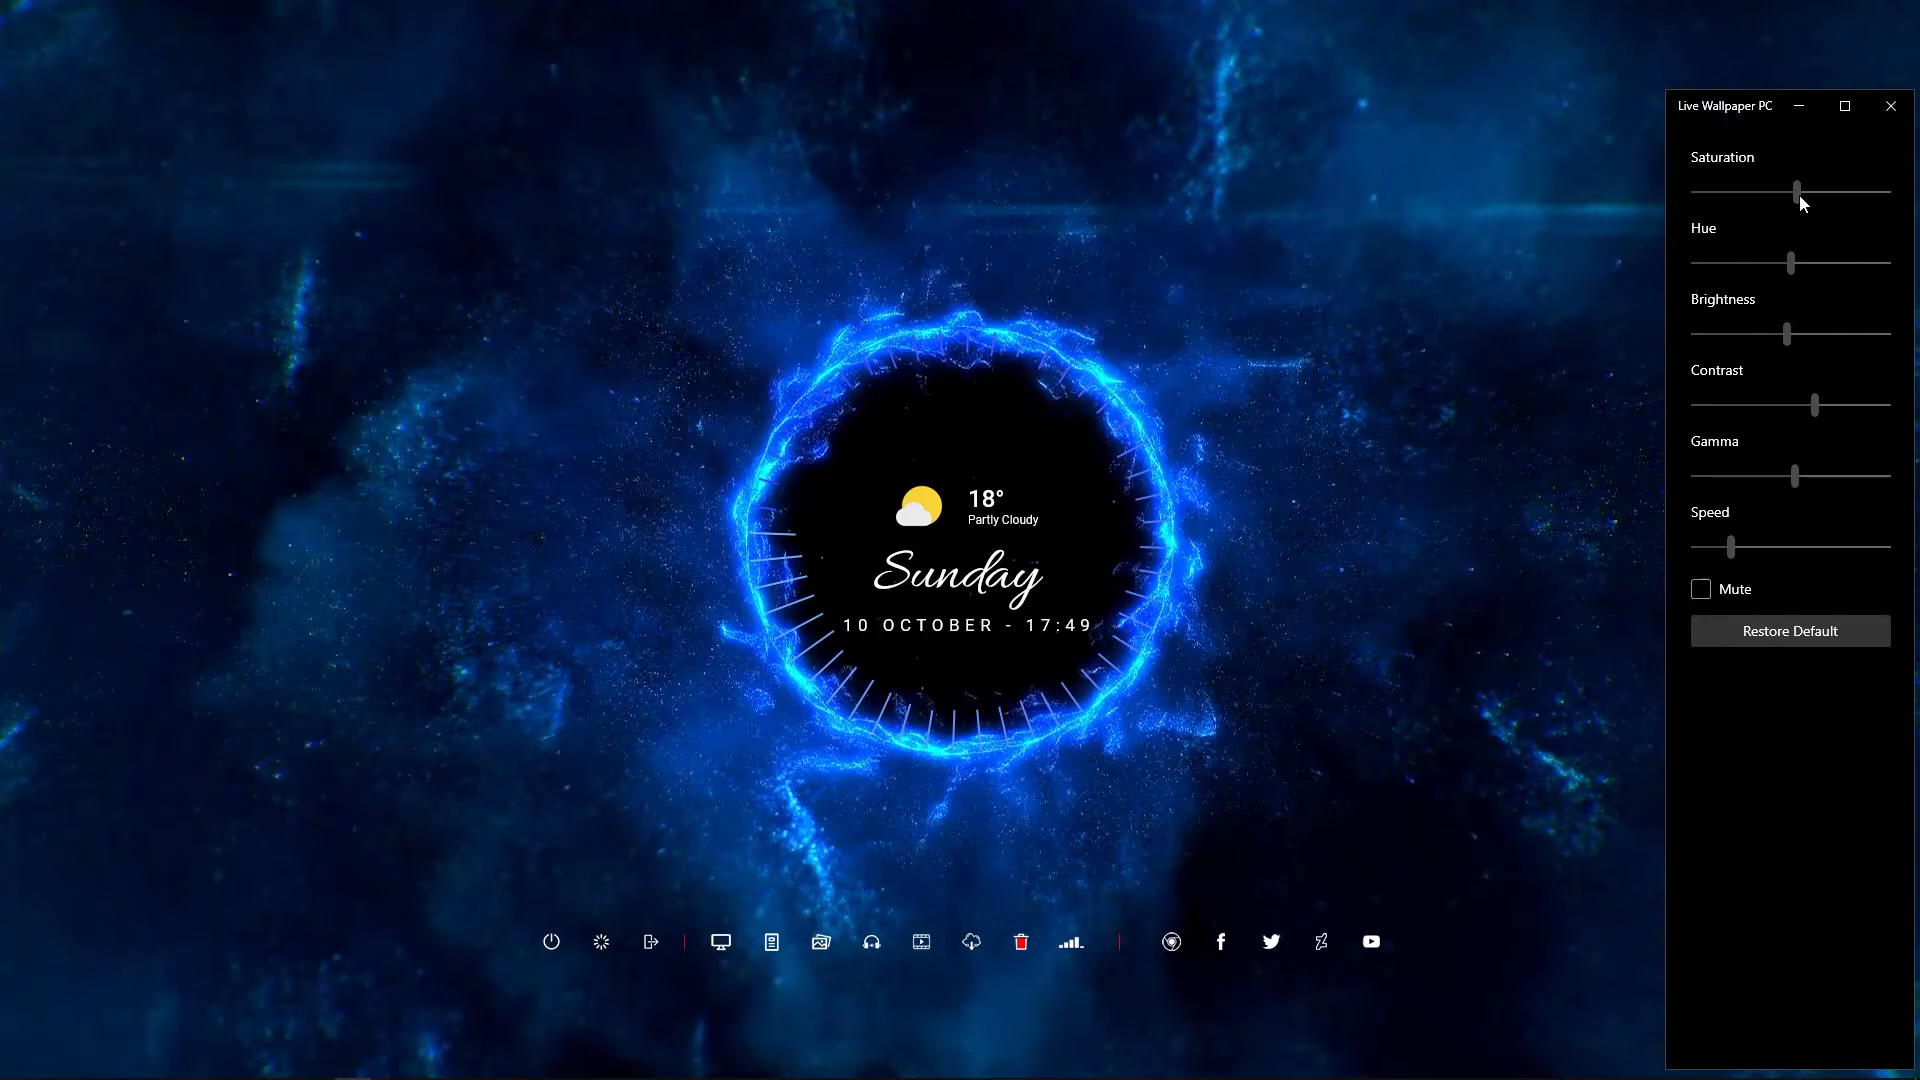 Live Wallpaper PC
Saturation
Hue
Brightness
Contrast
Gamma
Speed
Mute
Restore Default
18°
Partly Cloudy
Sunday
10 OCTOBER - 17:49